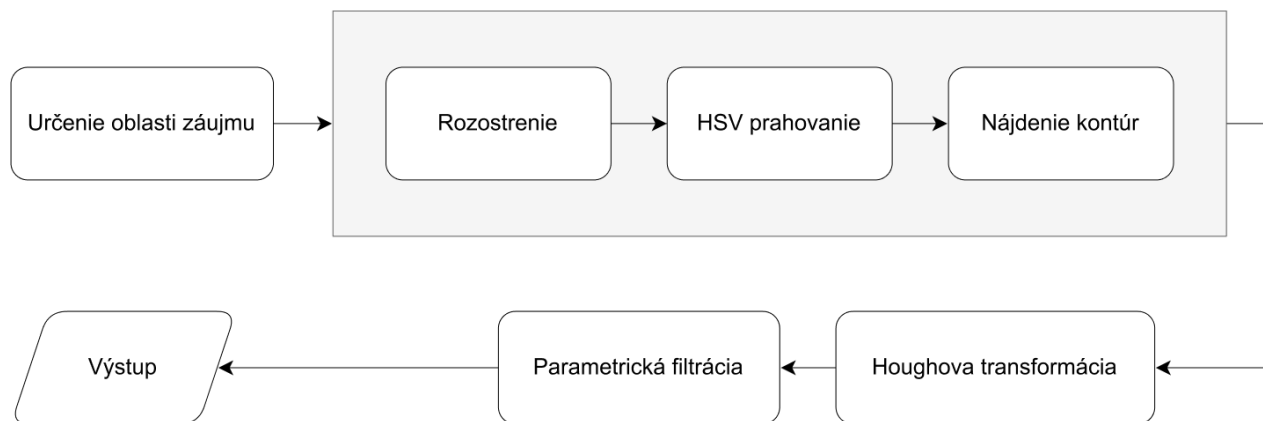 Určenie oblasti záujmu
Rozostrenie
HSV prahovanie
Nájdenie kontúr
Houghova transformácia
Parametrická filtrácia
Výstup